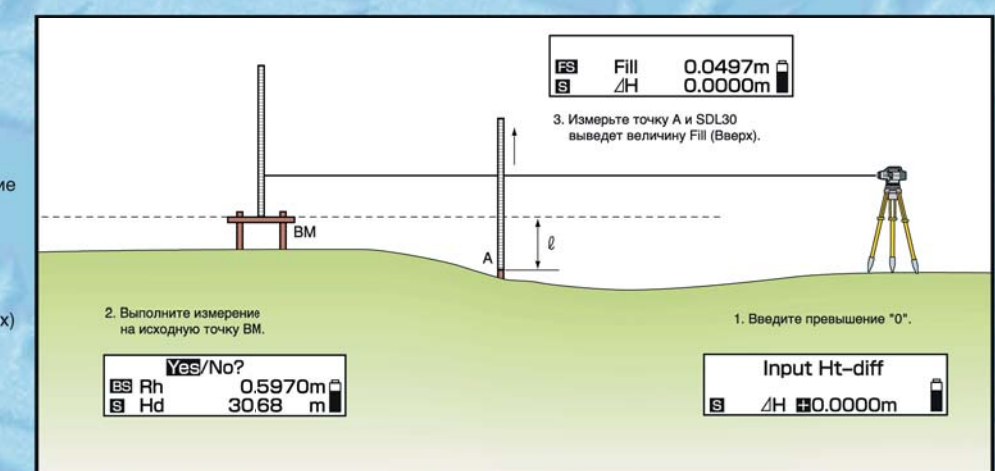 FS Fill 0.0497m
S ⊿H 0.0000m
3. Измерьте точку А и SDL30
выведет величину Fill (Вверх).
BM
ℓ
A
2. Выполните измерение
на исходную точку BM.
1. Введите превышение "0".
Yes/No?
BS Rh 0.5970m
S Hd 30.68 m
Input Ht–diff
S ⊿H +0.0000m